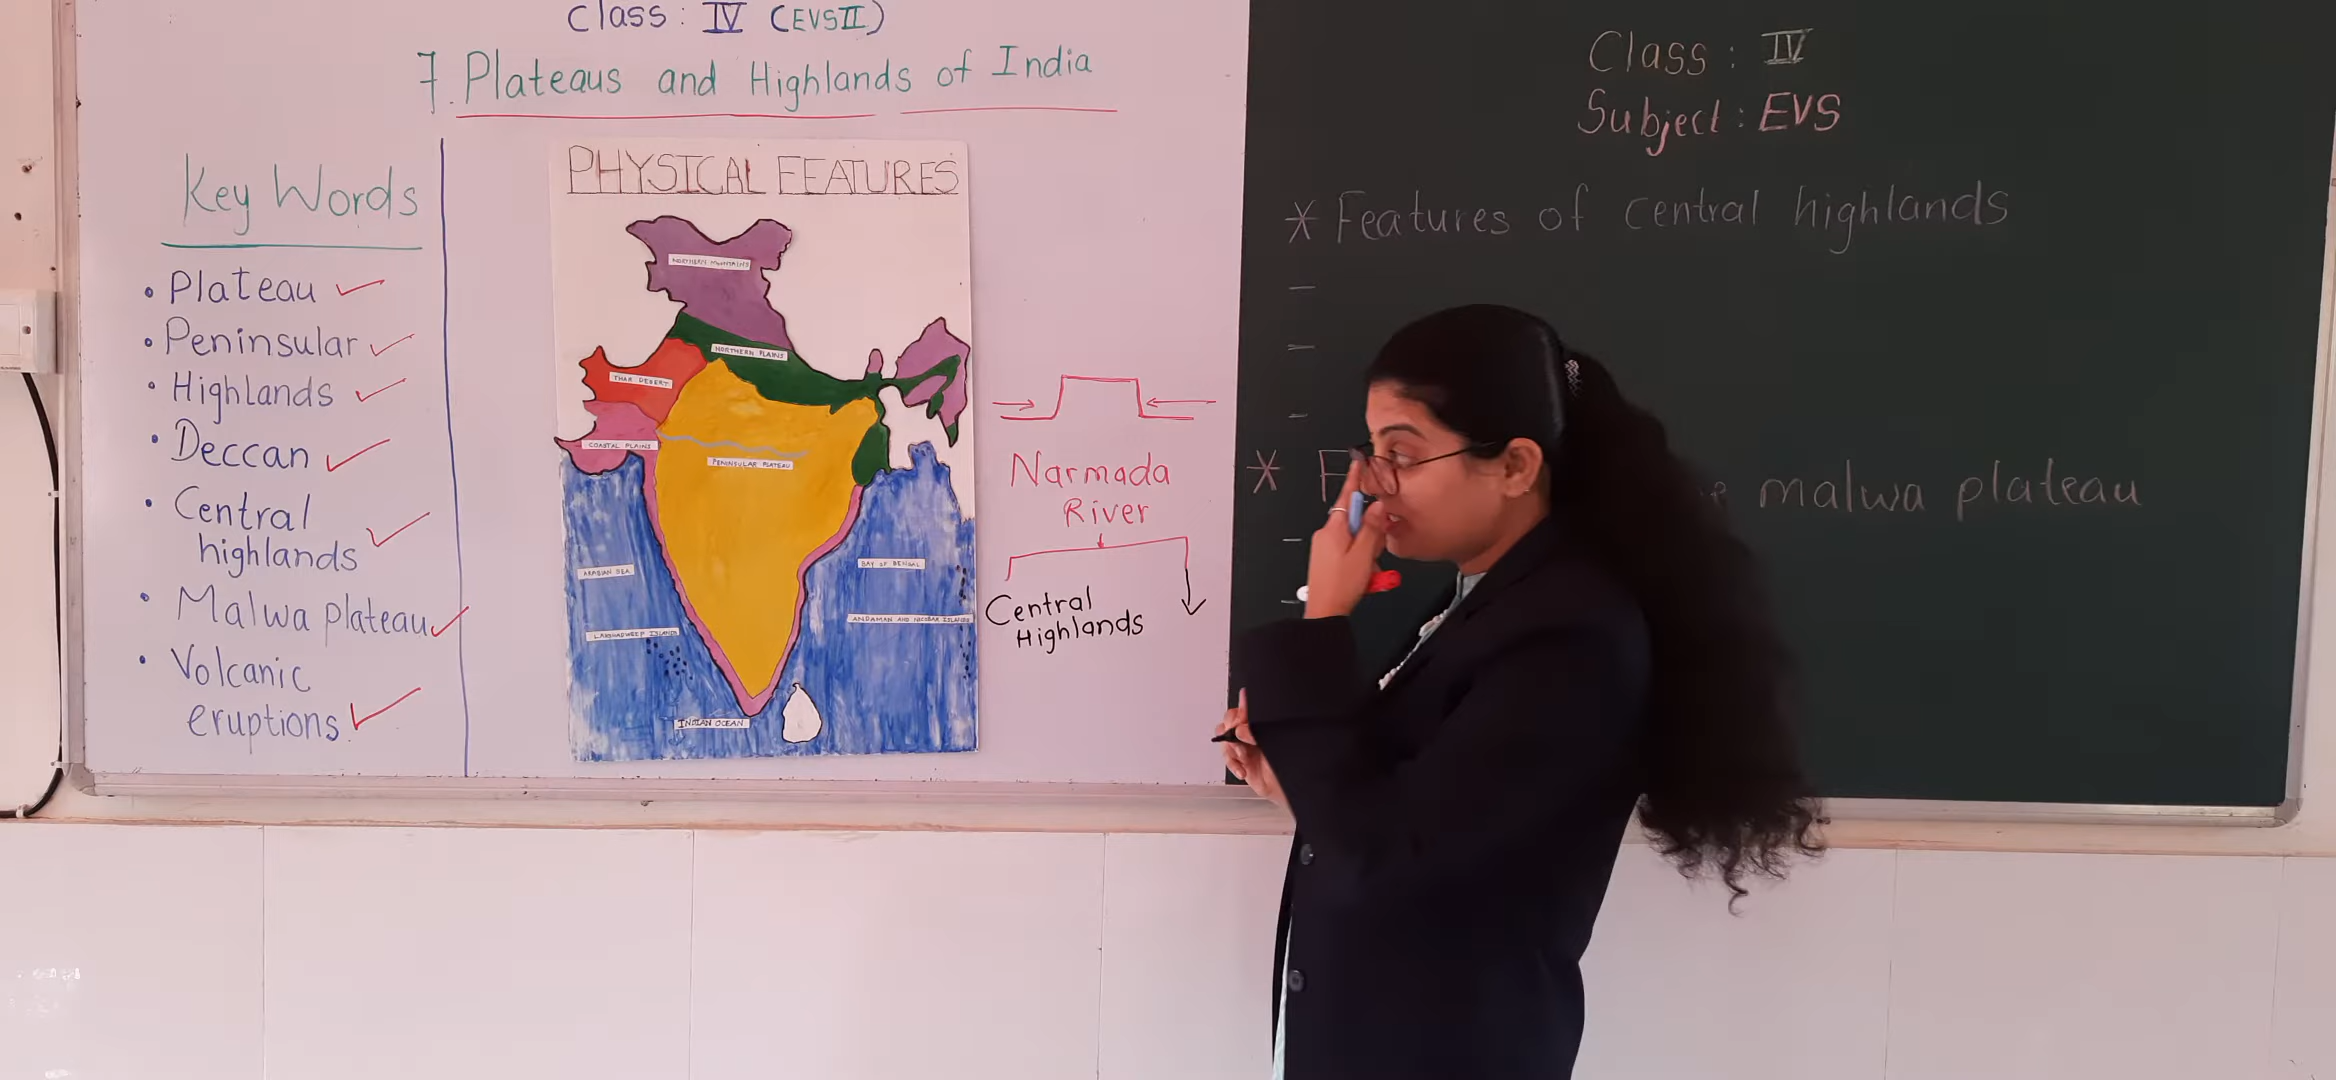 Class : IV (EVS II)
7. Plateaus and Highlands of India
Key Words
• Plateau
• Peninsular
• Highlands
• Deccan
• Central
highlands
• Malwa plateau
• Volcanic
eruptions.
PHYSICAL FEATURES
NORTHERN MOUNTAINS
NORTHERN PLAINS
THAR DESERT
COASTAL PLAINS
PENINSULAR PLATEAU
ARABIAN SEA
BAY OF BENGAL
LAKSHADWEEP ISLANDS
ANDAMAN AND NICOBAR ISLANDS
INDIAN OCEAN
Narmada
River
Central
Highlands
Class : IV
Subject : EVS
* Features of central highlands
* malwa plateau